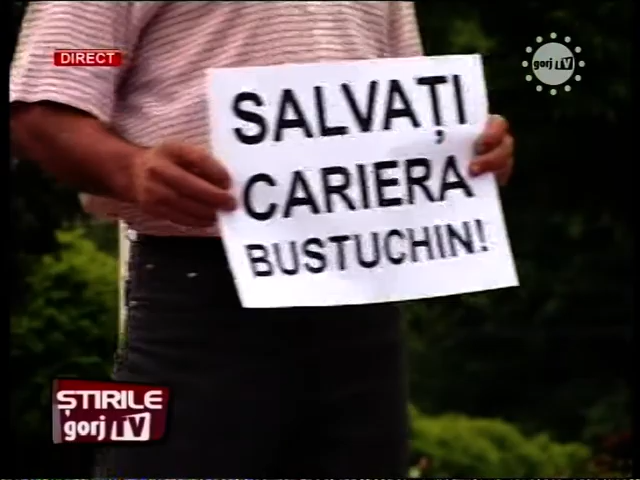 DIRECT
gorj TV
SALVAȚI
CARIERA
BUSTUCHIN!
ȘTIRILE
gorj TV